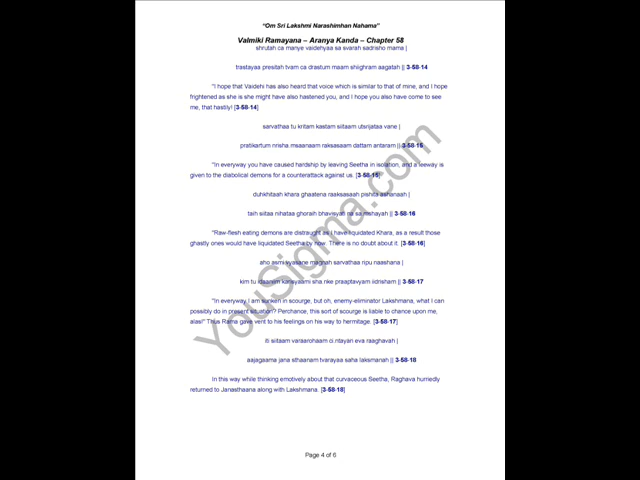 "Om Sri Lakshmi Narashimhan Nahama"
Valmiki Ramayana – Aranya Kanda – Chapter 58
shrutah ca manye vaidehyaa sa svarah sadrisho mama |
trastayaa presitah tvam ca drastum maam shiighram aagatah || 3-58-14
"I hope that Vaidehi has also heard that voice which is similar to that of mine, and I hope
frightened as she is she might have also hastened you, and I hope you also have come to see
me, that hastily! [3-58-14]
sarvathaa tu kritam kastam siitaam utsrijataa vane |
pratikartum nrisha msaanaam raksasaam dattam antaram || 3-58-15
"In everyway you have caused hardship by leaving Seetha in isolation, and a leeway is
given to the diabolical demons for a counterattack against us. [3-58-15]
duhkhitaah khara ghaatena raaksasaah pishita ashanaah |
taih siitaa nihataa ghoraih bhavisyati na sa mshayah || 3-58-16
"Raw-flesh eating demons are distraught as I have liquidated Khara, as a result those
ghastly ones would have liquidated Seetha by now. There is no doubt about it. [3-58-16]
aho asmi vyasane magnah sarvathaa ripu naashana |
kim tu idaaniim karisyaami sha nke praaptavyam iidrisham || 3-58-17
"In everyway I am sunken in scourge, but oh, enemy-eliminator Lakshmana, what I can
possibly do in present situation? Perchance, this sort of scourge is liable to chance upon me,
alas!" Thus Rama gave vent to his feelings on his way to hermitage. [3-58-17]
siitaam varaarohaam ci ntayan eva raaghavah |
aajagaama jana sthaanam tvarayaa saha laksmanah || 3-58-18
In this way while thinking emotively about that curvaceous Seetha, Raghava hurriedly
returned to Janasthaana along with Lakshmana. [3-58-18]
YouSigma.com
Page 4 of 6